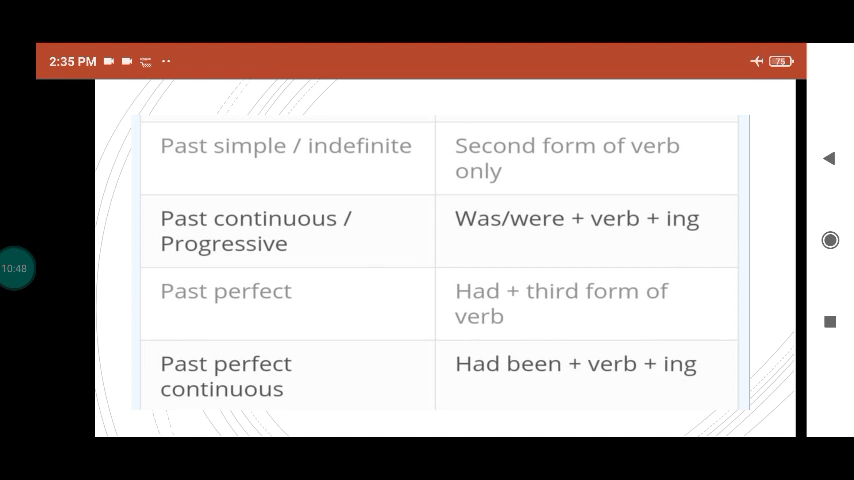 2:35 PM
75
Past simple / indefinite
Second form of verb
only
Past continuous /
Progressive
Was/were + verb + ing
Past perfect
Had + third form of
verb
Past perfect
continuous
Had been + verb + ing
10:48